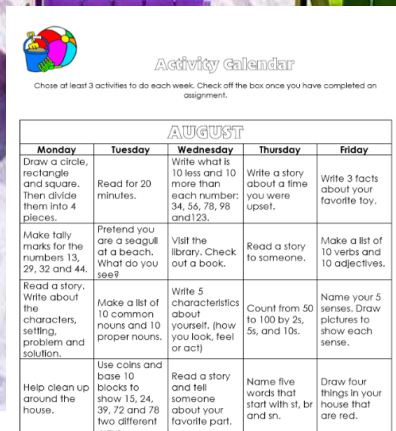 Activity Calendar
Chose at least 3 activities to do each week. Check off the box once you have completed an
assignment.
AUGUST
Monday Tuesday Wednesday Thursday Friday
Draw a circle,
rectangle
and square.
Then divide
them into 4
pieces.
Read for 20
minutes.
Write what is
10 less and 10
more than
each number:
34, 56, 78, 98
and123.
Write a story
about a time
you were
upset.
Write 3 facts
about your
favorite toy.
Make tally
marks for the
numbers 13,
29, 32 and 44.
Pretend you
are a seagull
at a beach.
What do you
see?
Visit the
library. Check
out a book.
Read a story
to someone.
Make a list of
10 verbs and
10 adjectives.
Read a story.
Write about
the
characters,
setting,
problem and
solution.
Make a list of
10 common
nouns and 10
proper nouns.
Write 5
characteristics
about
yourself. (how
you look, feel
or act)
Count from 50
to 100 by 2s,
5s, and 10s.
Name your 5
senses. Draw
pictures to
show each
sense.
Help clean up
around the
house.
Use coins and
base 10
blocks to
show 15, 24,
39, 72 and 78
two different
Read a story
and tell
someone
about your
favorite part.
Name five
words that
start with st, br
and sn.
Draw four
things in your
house that
are red.